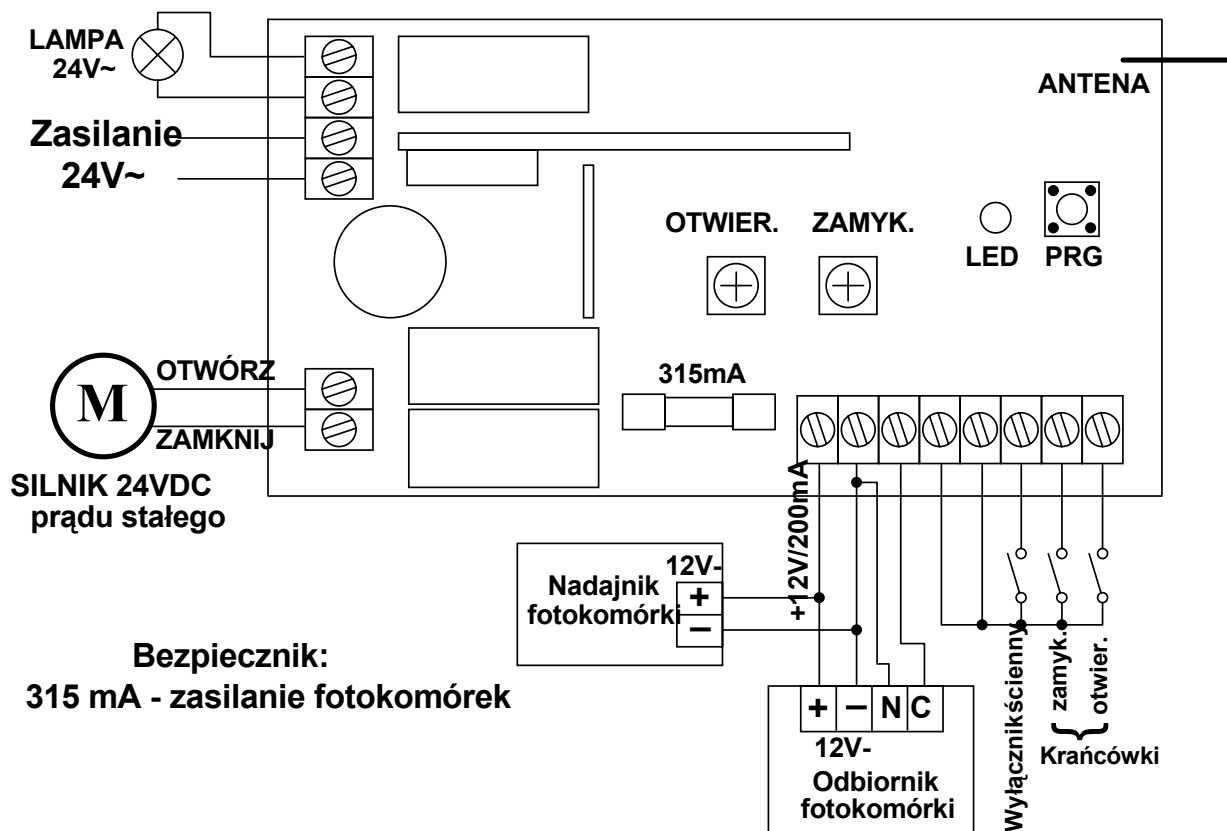 LAMPA
24V~
Zasilanie
24V~
ANTENA
OTWIER.
ZAMYK.
LED
PRG
OTWÓRZ
M
ZAMKNIJ
SILNIK 24VDC
prądu stałego
315mA
+12V/200mA
12V-
Nadajnik
fotokomórki
+
−
Bezpiecznik:
315 mA - zasilanie fotokomórek
+ − N C
12V-
Odbiornik
fotokomórki
Wyłącznikścienny
zamyk.
otwier.
Krańcówki